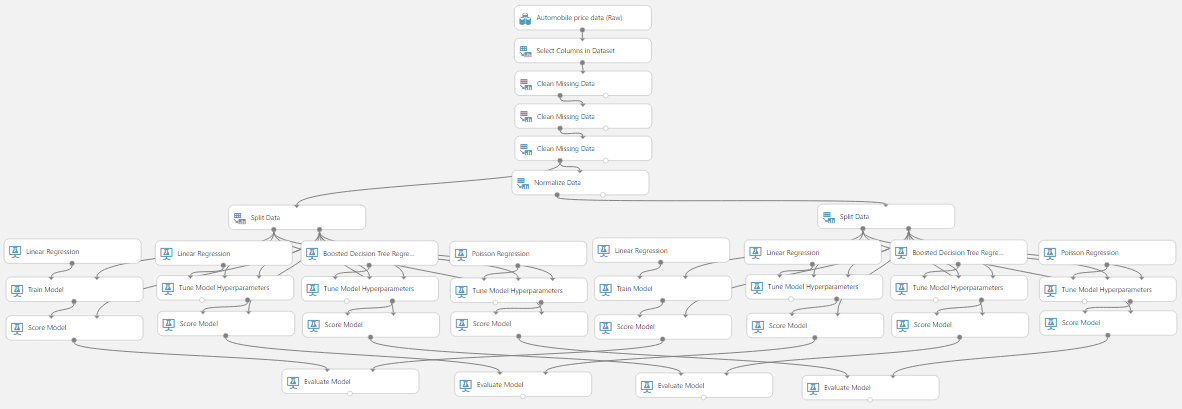 Automobile price data (Raw)
Select Columns in Dataset
Clean Missing Data
Clean Missing Data
Clean Missing Data
Normalize Data
Split Data
Split Data
Linear Regression
Linear Regression
Boosted Decision Tree Regre...
Poisson Regression
Linear Regression
Linear Regression
Boosted Decision Tree Regre...
Poisson Regression
Train Model
Tune Model Hyperparameters
Tune Model Hyperparameters
Tune Model Hyperparameters
Train Model
Tune Model Hyperparameters
Tune Model Hyperparameters
Tune Model Hyperparameters
Score Model
Score Model
Score Model
Score Model
Score Model
Score Model
Score Model
Score Model
Evaluate Model
Evaluate Model
Evaluate Model
Evaluate Model